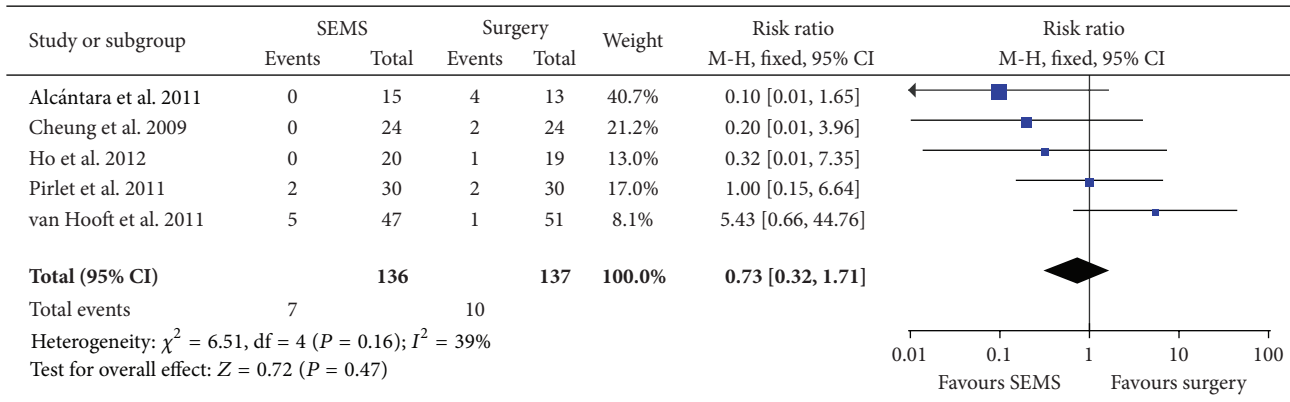 Study or subgroup SEMS Surgery Weight Risk ratio Risk ratio
Events Total Events Total M-H, fixed, 95% CI M-H, fixed, 95% CI
Alcántara et al. 2011 0 15 4 13 40.7% 0.10 [0.01, 1.65]
Cheung et al. 2009 0 24 2 24 21.2% 0.20 [0.01, 3.96]
Ho et al. 2012 0 20 1 19 13.0% 0.32 [0.01, 7.35]
Pirlet et al. 2011 2 30 2 30 17.0% 1.00 [0.15, 6.64]
van Hooft et al. 2011 5 47 1 51 8.1% 5.43 [0.66, 44.76]
Total (95% CI) 136 137 100.0% 0.73 [0.32, 1.71]
Total events 7 10
Heterogeneity: χ² = 6.51, df = 4 (P = 0.16); I² = 39%
Test for overall effect: Z = 0.72 (P = 0.47)
0.01 0.1 1 10 100
Favours SEMS Favours surgery